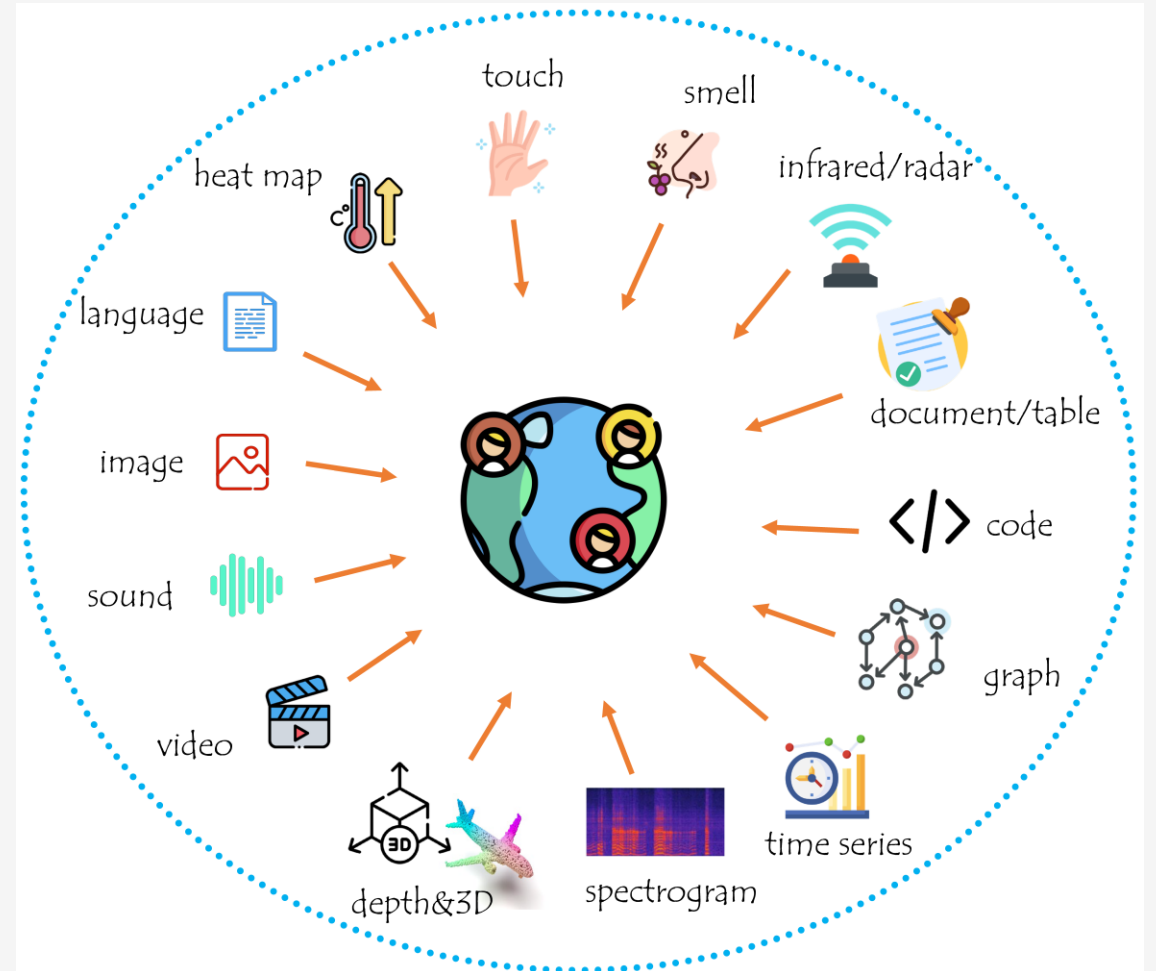 touch
smell
heat map
infrared/radar
C°
language
document/table
image
code
sound
graph
video
3D
time series
depth&3D
spectrogram